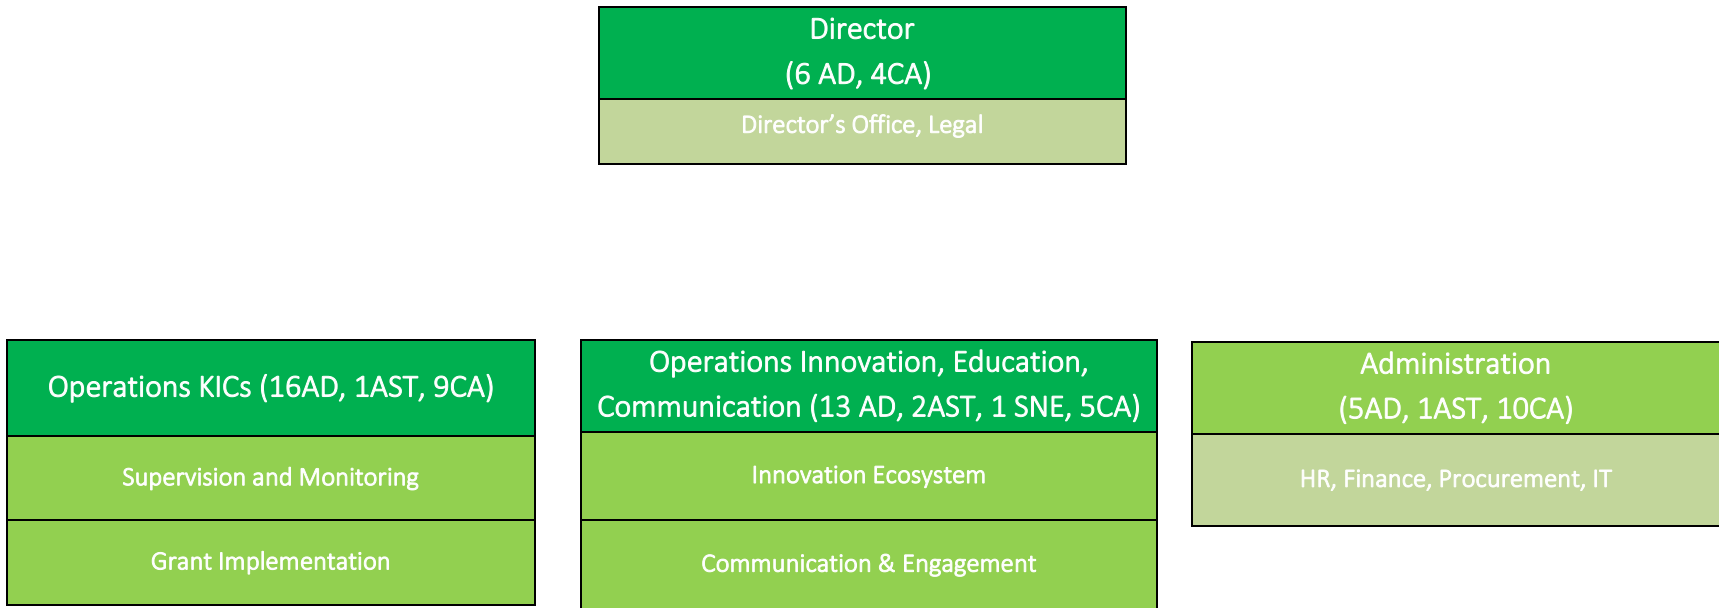 Director
(6 AD, 4CA)
Director’s Office, Legal
Operations KICs (16AD, 1AST, 9CA)
Supervision and Monitoring
Grant Implementation
Operations Innovation, Education,
Communication (13 AD, 2AST, 1 SNE, 5CA)
Innovation Ecosystem
Communication & Engagement
Administration
(5AD, 1AST, 10CA)
HR, Finance, Procurement, IT